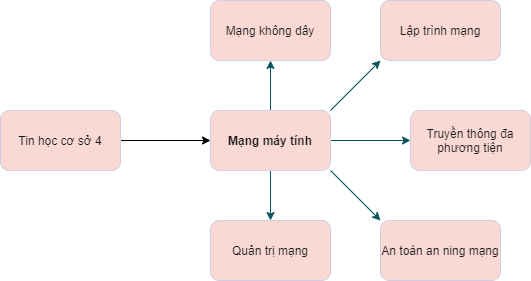 Mạng không dây
Lập trình mạng
Tin học cơ sở 4
Mạng máy tính
Truyền thông đa
phương tiện
Quản trị mạng
An toàn an ning mạng